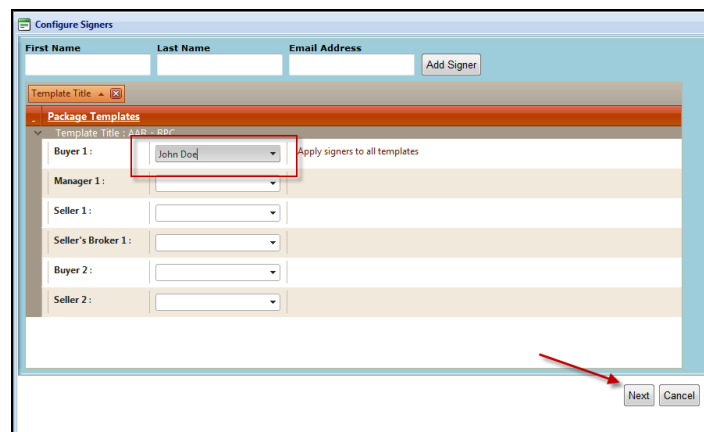 Configure Signers
First Name Last Name Email Address
Add Signer
Template Title
Package Templates
Template Title : AAR - RPC
Buyer 1 : John Doe Apply signers to all templates
Manager 1 :
Seller 1 :
Seller's Broker 1 :
Buyer 2 :
Seller 2 :
Next Cancel